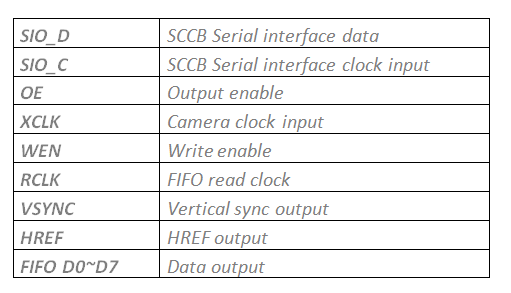 SIO_D SCCB Serial interface data
SIO_C SCCB Serial interface clock input
OE Output enable
XCLK Camera clock input
WEN Write enable
RCLK FIFO read clock
VSYNC Vertical sync output
HREF HREF output
FIFO D0~D7 Data output